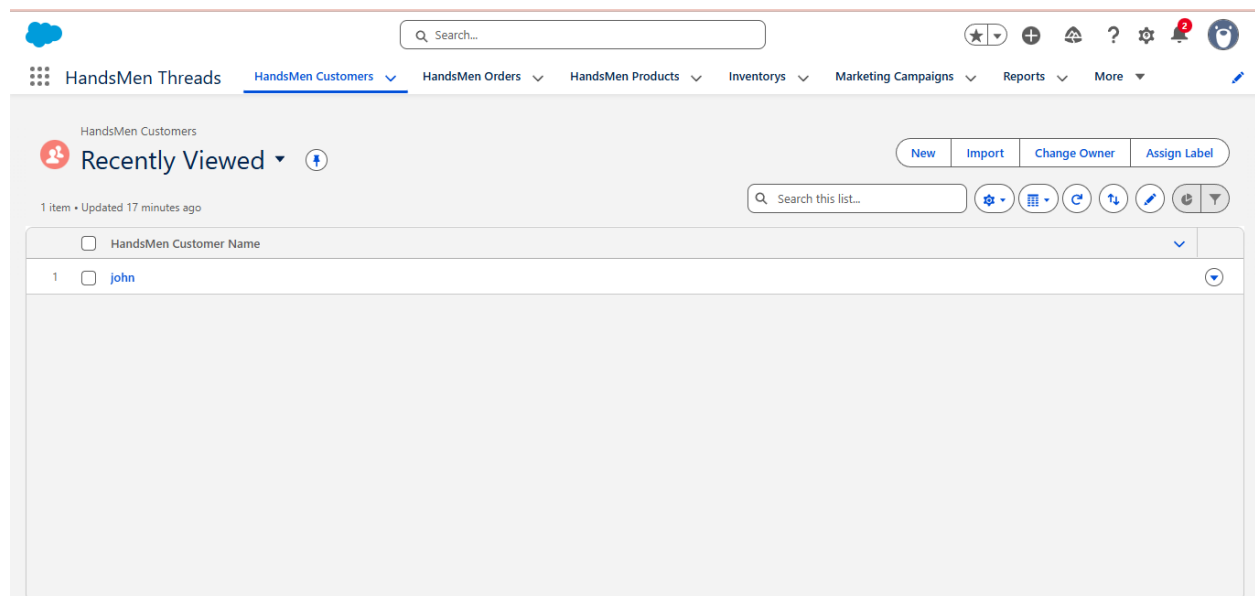 Search...
2
HandsMen Threads HandsMen Customers HandsMen Orders HandsMen Products Inventorys Marketing Campaigns Reports More
HandsMen Customers
Recently Viewed
New Import Change Owner Assign Label
1 item • Updated 17 minutes ago
Search this list...
HandsMen Customer Name
1 john